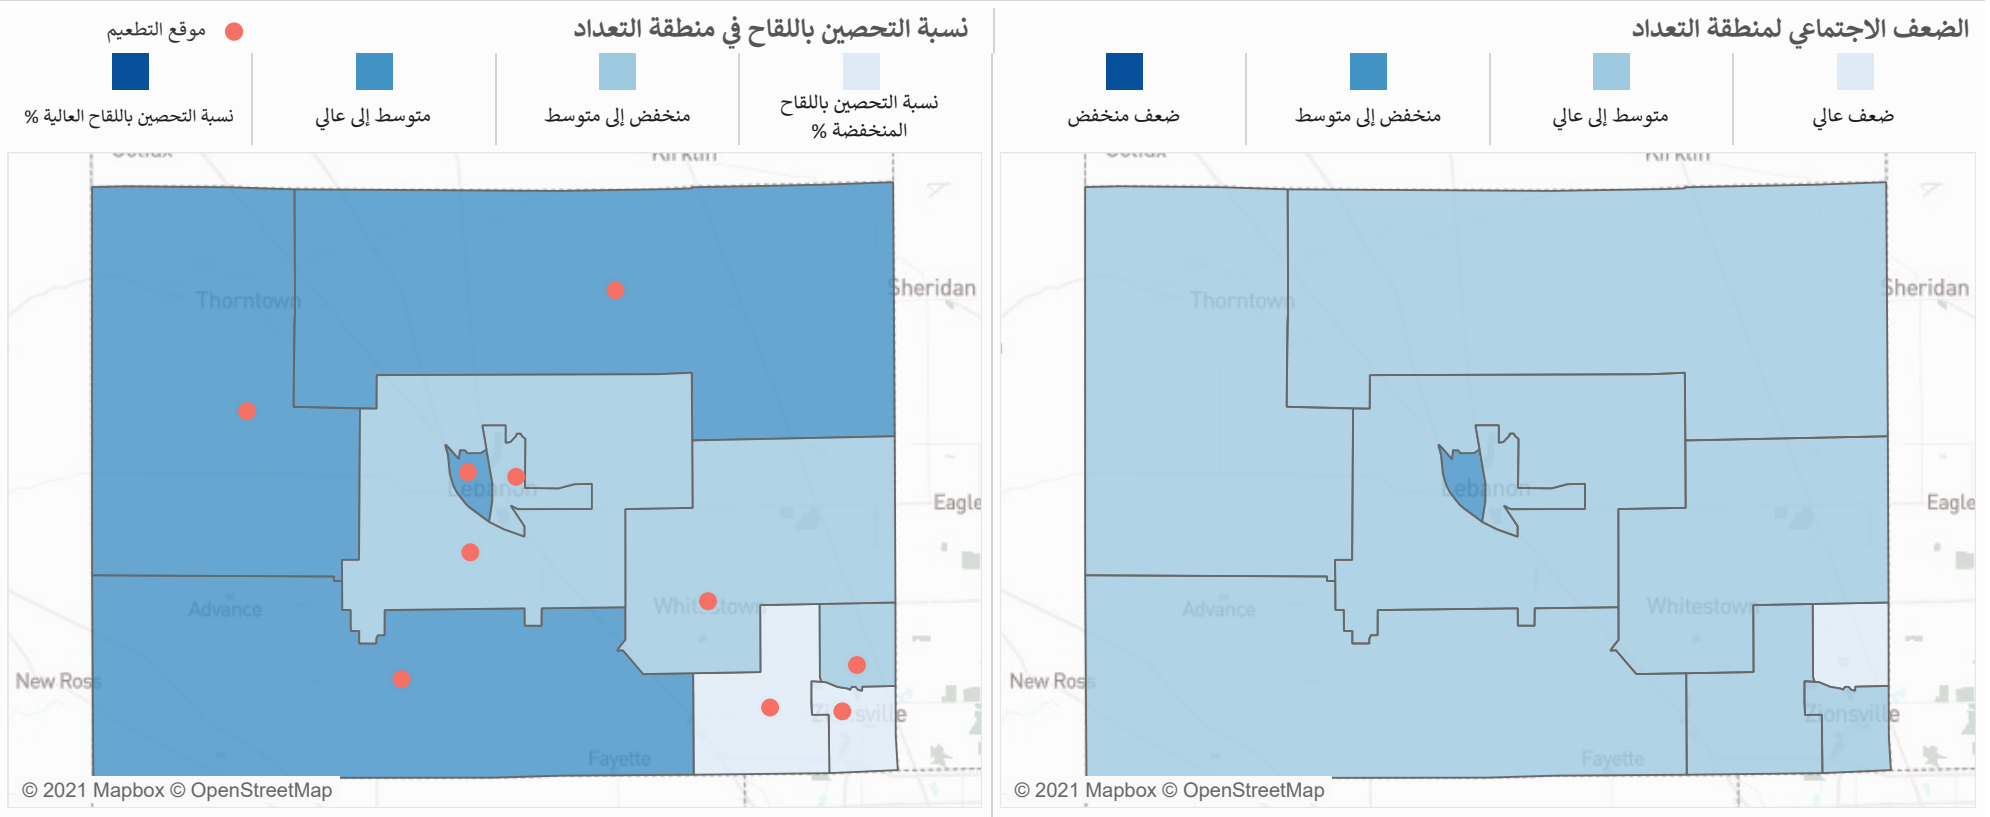 الضعف الاجتماعي لمنطقة التعداد
ضعف عالي
متوسط إلى عالي
منخفض إلى متوسط
ضعف منخفض
Kirklin
Thorntown
Sheridan
Lebanon
Eagle
Advance
Whitestown
New Ross
Zionsville
Fayette
© 2021 Mapbox © OpenStreetMap
نسبة التحصين باللقاح في منطقة التعداد
موقع التطعيم
نسبة التحصين باللقاح
المنخفضة %
منخفض إلى متوسط
متوسط إلى عالي
نسبة التحصين باللقاح العالية %
Kirklin
Thorntown
Sheridan
Lebanon
Eagle
Advance
Whitestown
New Ross
Zionsville
Fayette
© 2021 Mapbox © OpenStreetMap